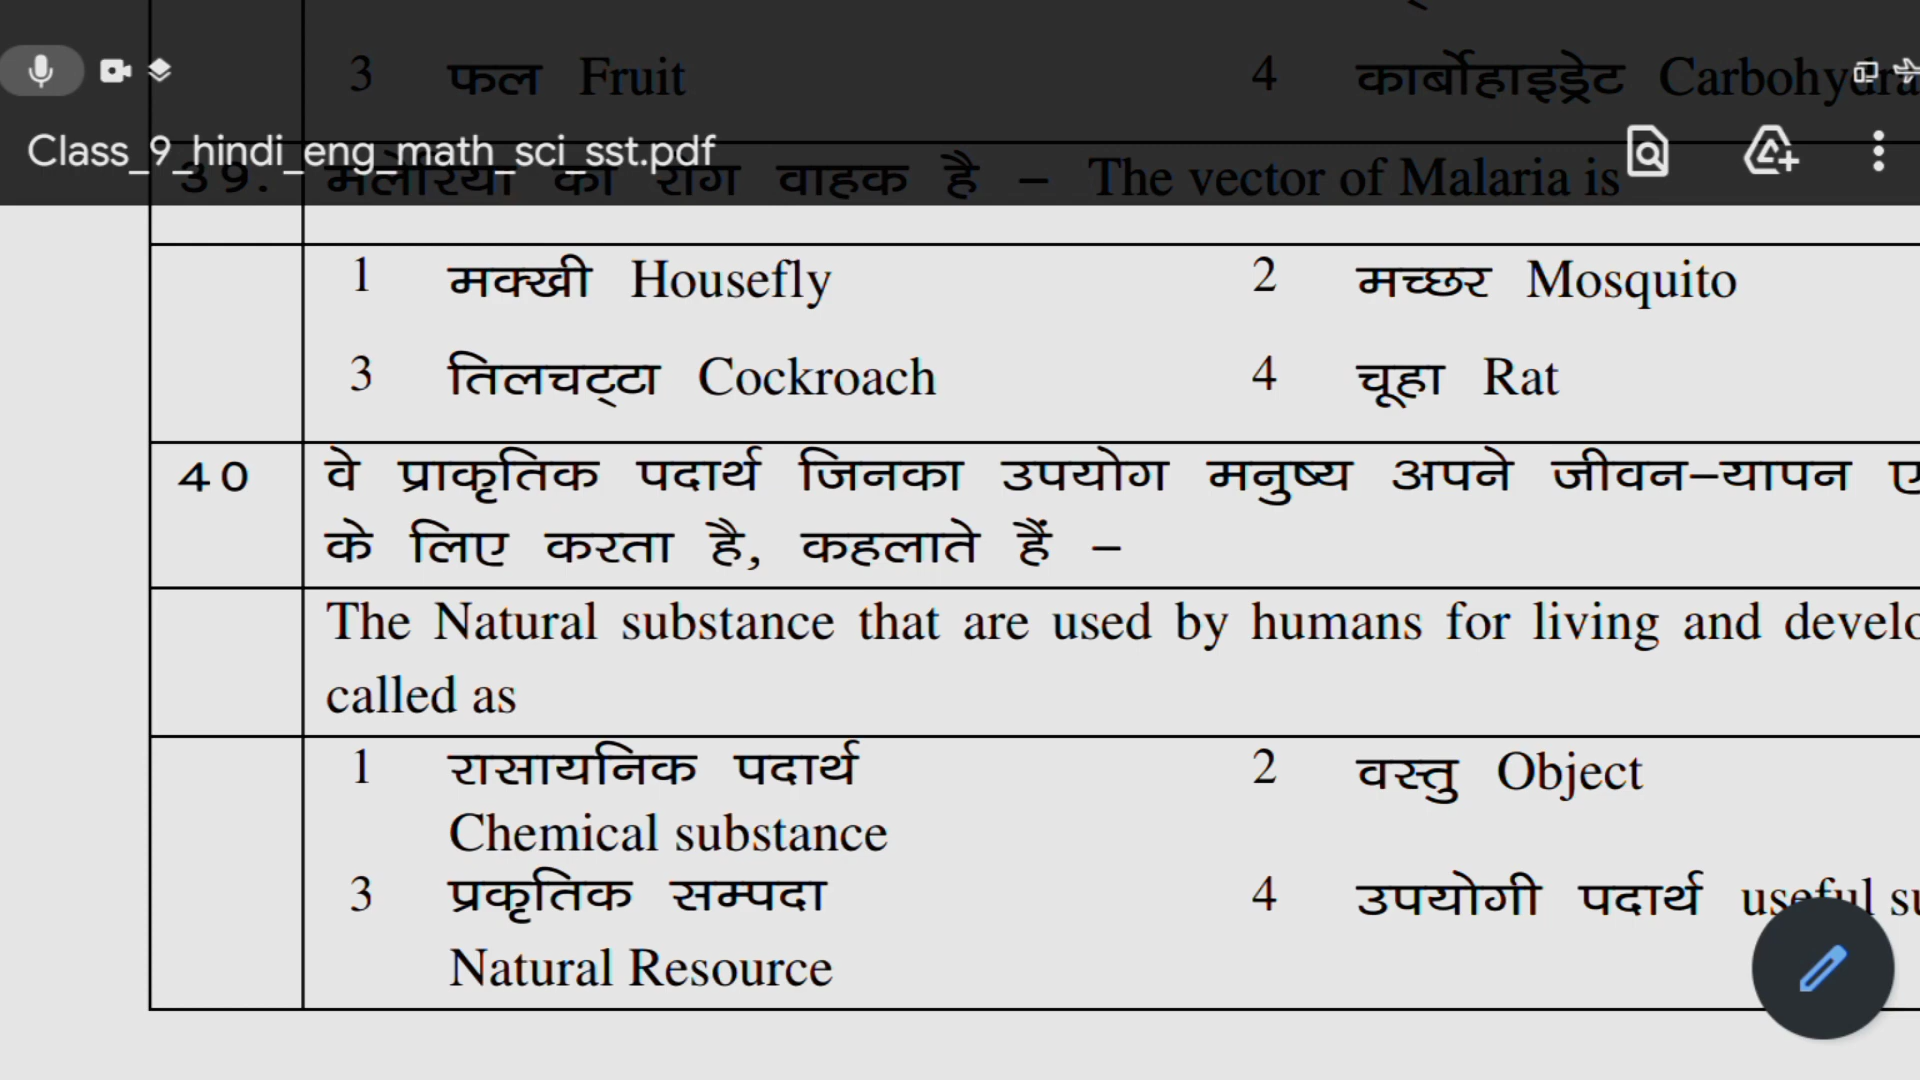 3 फल Fruit 4 कार्बोहाइड्रेट
Class_9_hindi_eng_math_sci_sst.pdf
39. मलेरिया का रोग वाहक है – The vector of Malaria is
1 मक्खी Housefly 2 मच्छर Mosquito
3 तिलचट्टा Cockroach 4 चूहा Rat
40 वे प्राकृतिक पदार्थ जिनका उपयोग मनुष्य अपने जीवन–यापन
के लिए करता है, कहलाते हैं –
The Natural substance that are used by humans for living and
called as
1 रासायनिक पदार्थ 2 वस्तु Object
Chemical substance
3 प्रकृतिक सम्पदा 4 उपयोगी पदार्थ useful
Natural Resource